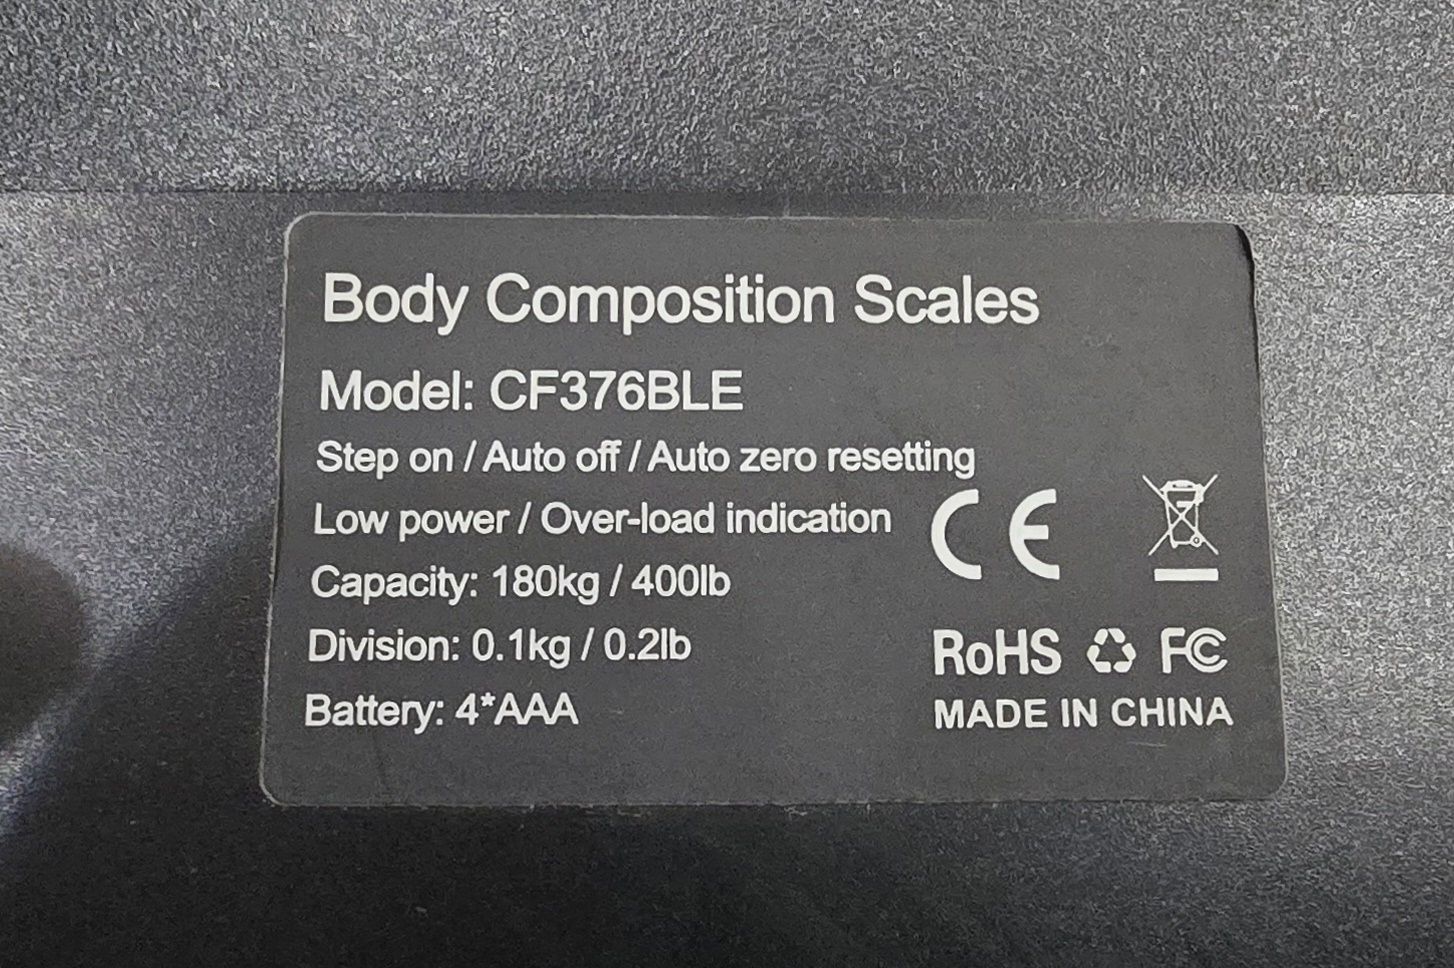 Body Composition Scales
Model: CF376BLE
Step on / Auto off / Auto zero resetting
Low power / Over-load indication
Capacity: 180kg / 400lb
Division: 0.1kg / 0.2lb
Battery: 4*AAA
CE
RoHS FC
MADE IN CHINA